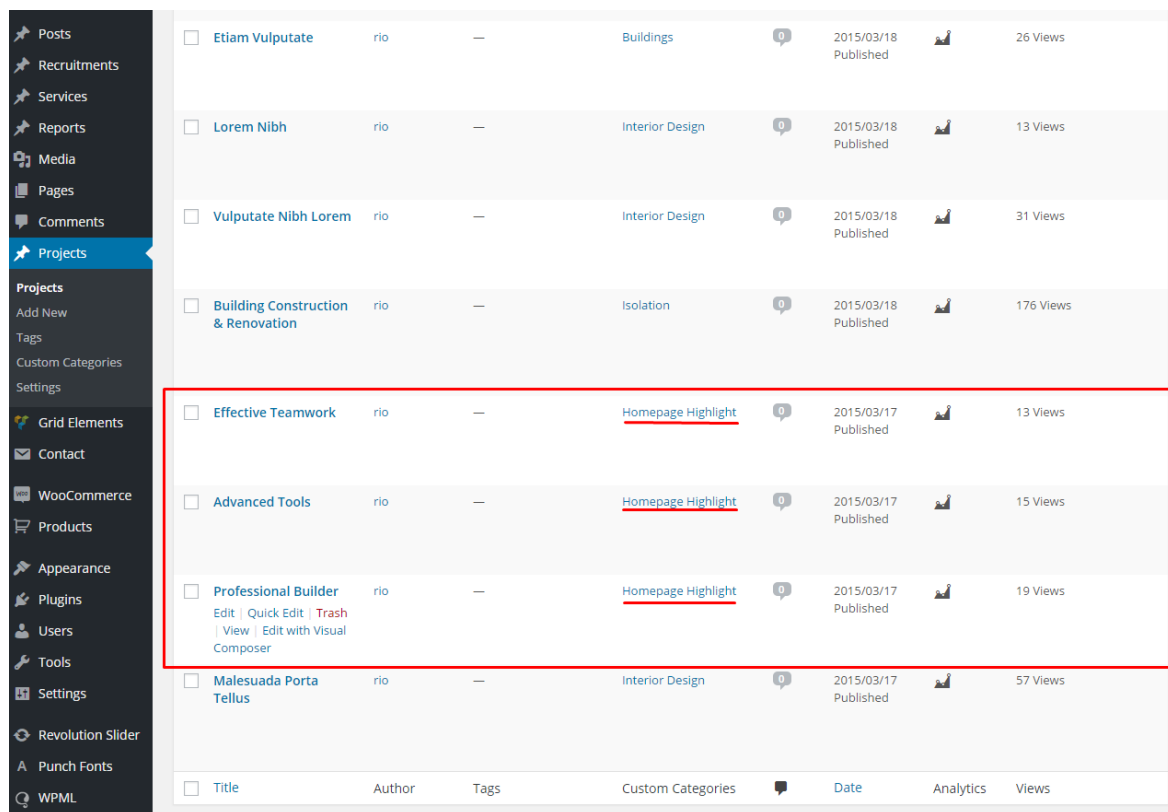 Posts
Recruitments
Services
Reports
Media
Pages
Comments
Projects
Projects
Add New
Tags
Custom Categories
Settings
Grid Elements
Contact
WooCommerce
Products
Appearance
Plugins
Users
Tools
Settings
Revolution Slider
Punch Fonts
WPML
Etiam Vulputate rio — Buildings 0 2015/03/18 26 Views
Published
Lorem Nibh rio — Interior Design 0 2015/03/18 13 Views
Published
Vulputate Nibh Lorem rio — Interior Design 0 2015/03/18 31 Views
Published
Building Construction rio — Isolation 0 2015/03/18 176 Views
& Renovation Published
Effective Teamwork rio — Homepage Highlight 0 2015/03/17 13 Views
Published
Advanced Tools rio — Homepage Highlight 0 2015/03/17 15 Views
Published
Professional Builder rio — Homepage Highlight 0 2015/03/17 19 Views
Edit | Quick Edit | Trash Published
| View | Edit with Visual
Composer
Malesuada Porta rio — Interior Design 0 2015/03/17 57 Views
Tellus Published
Title Author Tags Custom Categories Date Analytics Views